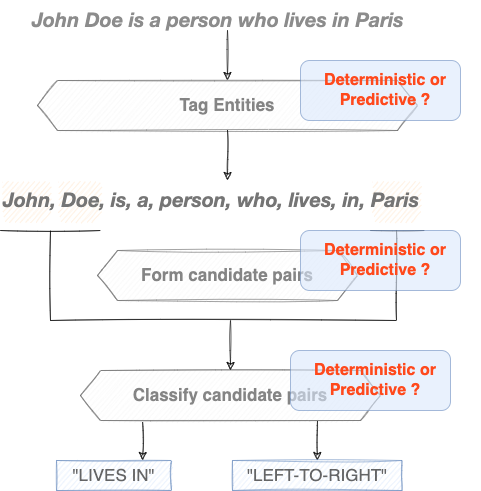 John Doe is a person who lives in Paris
Deterministic or
Predictive ?
Tag Entities
John, Doe, is, a, person, who, lives, in, Paris
Deterministic or
Predictive ?
Form candidate pairs
Deterministic or
Predictive ?
Classify candidate pairs
"LIVES IN"
"LEFT-TO-RIGHT"